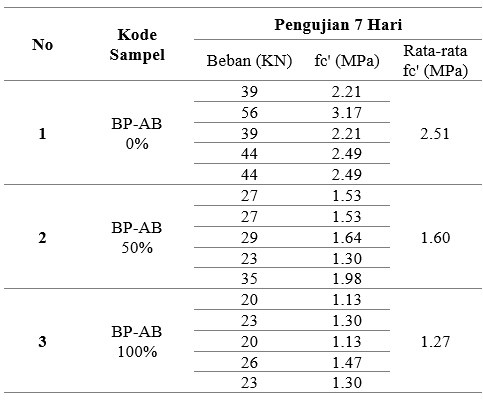 No Kode Sampel Pengujian 7 Hari
Beban (KN) fc' (MPa) Rata-rata fc' (MPa)
1 BP-AB 0% 39 2.21 2.51
56 3.17
39 2.21
44 2.49
44 2.49
2 BP-AB 50% 27 1.53 1.60
27 1.53
29 1.64
23 1.30
35 1.98
3 BP-AB 100% 20 1.13 1.27
23 1.30
20 1.13
26 1.47
23 1.30